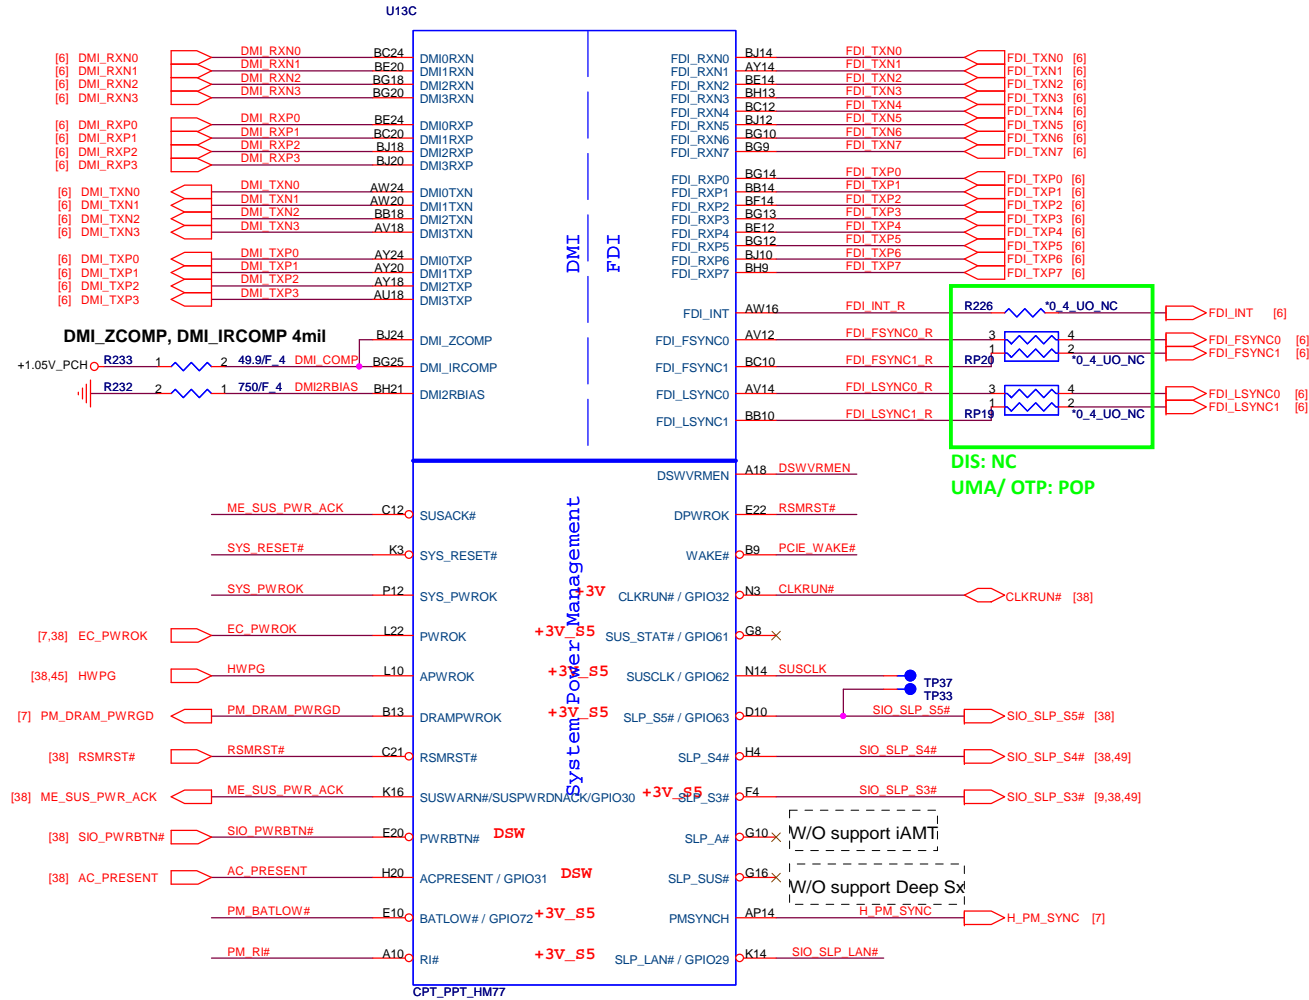 U13C
[6] DMI_RXN0 DMI_RXN0 BC24 DMI0RXN FDI_RXN0 BJ14 FDI_TXN0 FDI_TXN0 [6]
[6] DMI_RXN1 DMI_RXN1 BE20 DMI1RXN FDI_RXN1 AY14 FDI_TXN1 FDI_TXN1 [6]
[6] DMI_RXN2 DMI_RXN2 BG18 DMI2RXN FDI_RXN2 BE14 FDI_TXN2 FDI_TXN2 [6]
[6] DMI_RXN3 DMI_RXN3 BG20 DMI3RXN FDI_RXN3 BH13 FDI_TXN3 FDI_TXN3 [6]
FDI_RXN4 BC12 FDI_TXN4 FDI_TXN4 [6]
[6] DMI_RXP0 DMI_RXP0 BE24 DMI0RXP FDI_RXN5 BJ12 FDI_TXN5 FDI_TXN5 [6]
[6] DMI_RXP1 DMI_RXP1 BC20 DMI1RXP FDI_RXN6 BG10 FDI_TXN6 FDI_TXN6 [6]
[6] DMI_RXP2 DMI_RXP2 BJ18 DMI2RXP FDI_RXN7 BG9 FDI_TXN7 FDI_TXN7 [6]
[6] DMI_RXP3 DMI_RXP3 BJ20 DMI3RXP
FDI_RXP0 BG14 FDI_TXP0 FDI_TXP0 [6]
[6] DMI_TXN0 DMI_TXN0 AW24 DMI0TXN FDI_RXP1 BB14 FDI_TXP1 FDI_TXP1 [6]
[6] DMI_TXN1 DMI_TXN1 AW20 DMI1TXN FDI_RXP2 BF14 FDI_TXP2 FDI_TXP2 [6]
[6] DMI_TXN2 DMI_TXN2 BB18 DMI2TXN FDI_RXP3 BG13 FDI_TXP3 FDI_TXP3 [6]
[6] DMI_TXN3 DMI_TXN3 AV18 DMI3TXN FDI_RXP4 BE12 FDI_TXP4 FDI_TXP4 [6]
DMI FDI
FDI_RXP5 BG12 FDI_TXP5 FDI_TXP5 [6]
[6] DMI_TXP0 DMI_TXP0 AY24 DMI0TXP FDI_RXP6 BJ10 FDI_TXP6 FDI_TXP6 [6]
[6] DMI_TXP1 DMI_TXP1 AY20 DMI1TXP FDI_RXP7 BH9 FDI_TXP7 FDI_TXP7 [6]
[6] DMI_TXP2 DMI_TXP2 AY18 DMI2TXP
[6] DMI_TXP3 DMI_TXP3 AU18 DMI3TXP
FDI_INT AW16 FDI_INT_R R226 *0_4_UO_NC FDI_INT [6]
DMI_ZCOMP, DMI_IRCOMP 4mil
BJ24 DMI_ZCOMP FDI_FSYNC0 AV12 FDI_FSYNC0_R 3 4 FDI_FSYNC0 [6]
1 2 FDI_FSYNC1 [6]
+1.05V_PCH R233 1 2 49.9/F_4 DMI_COMP BG25 DMI_IRCOMP FDI_FSYNC1 BC10 FDI_FSYNC1_R RP20 *0_4_UO_NC
R232 2 1 750/F_4 DMI2RBIAS BH21 DMI2RBIAS FDI_LSYNC0 AV14 FDI_LSYNC0_R 3 4 FDI_LSYNC0 [6]
1 2 FDI_LSYNC1 [6]
FDI_LSYNC1 BB10 FDI_LSYNC1_R RP19 *0_4_UO_NC
DIS: NC
UMA/ OTP: POP
DSWVRMEN A18 DSWVRMEN
System Power Management
ME_SUS_PWR_ACK C12 SUSACK# DPWROK E22 RSMRST#
SYS_RESET# K3 SYS_RESET# WAKE# B9 PCIE_WAKE#
SYS_PWROK P12 SYS_PWROK +3V CLKRUN# / GPIO32 N3 CLKRUN# CLKRUN# [38]
[7,38] EC_PWROK EC_PWROK L22 PWROK +3V_S5 SUS_STAT# / GPIO61 G8
[38,45] HWPG HWPG L10 APWROK +3V_S5 SUSCLK / GPIO62 N14 SUSCLK TP37
TP33
[7] PM_DRAM_PWRGD PM_DRAM_PWRGD B13 DRAMPWROK +3V_S5 SLP_S5# / GPIO63 D10 SIO_SLP_S5# SIO_SLP_S5# [38]
[38] RSMRST# RSMRST# C21 RSMRST# SLP_S4# H4 SIO_SLP_S4# SIO_SLP_S4# [38,49]
[38] ME_SUS_PWR_ACK ME_SUS_PWR_ACK K16 SUSWARN#/SUSPWRDNACK/GPIO30 +3V_S5 SLP_S3# F4 SIO_SLP_S3# SIO_SLP_S3# [9,38,49]
[38] SIO_PWRBTN# SIO_PWRBTN# E20 PWRBTN# DSW SLP_A# G10 W/O support iAMT
[38] AC_PRESENT AC_PRESENT H20 ACPRESENT / GPIO31 DSW SLP_SUS# G16 W/O support Deep Sx
PM_BATLOW# E10 BATLOW# / GPIO72 +3V_S5 PMSYNCH AP14 H_PM_SYNC H_PM_SYNC [7]
PM_RI# A10 RI# +3V_S5 SLP_LAN# / GPIO29 K14 SIO_SLP_LAN#
CPT_PPT_HM77